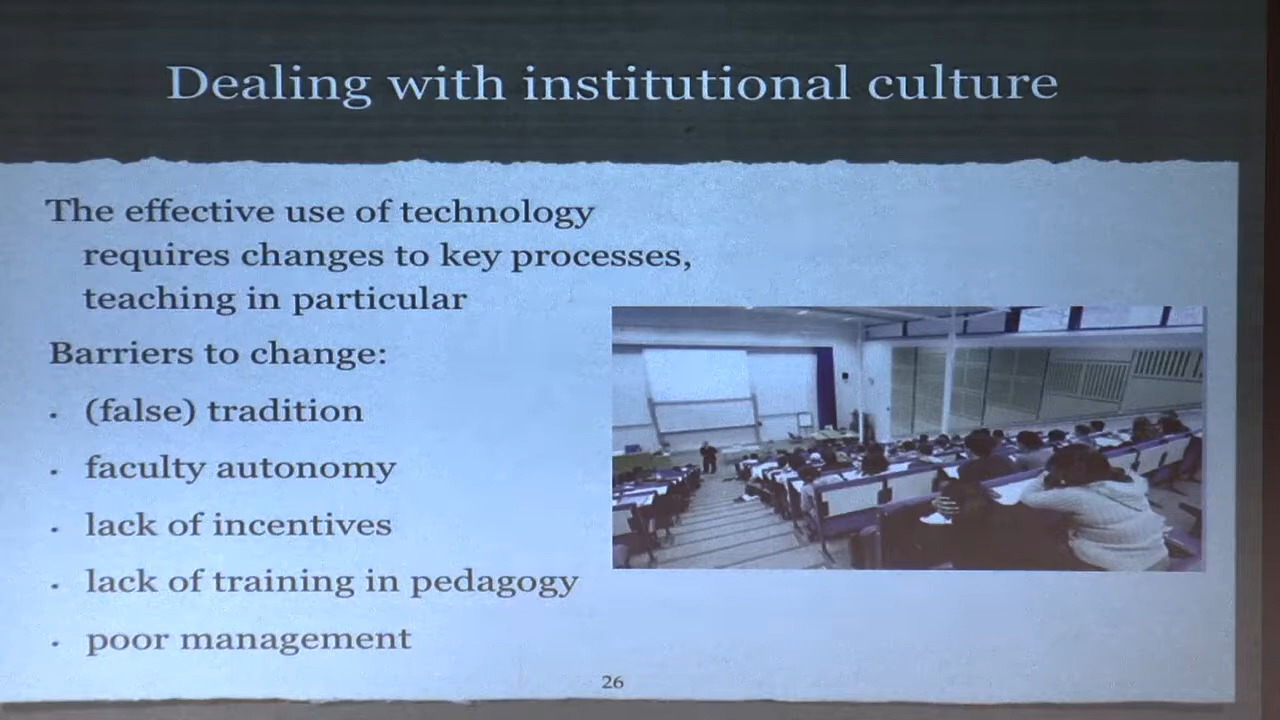 Dealing with institutional culture
The effective use of technology
requires changes to key processes,
teaching in particular
Barriers to change:
• (false) tradition
• faculty autonomy
• lack of incentives
• lack of training in pedagogy
• poor management
26